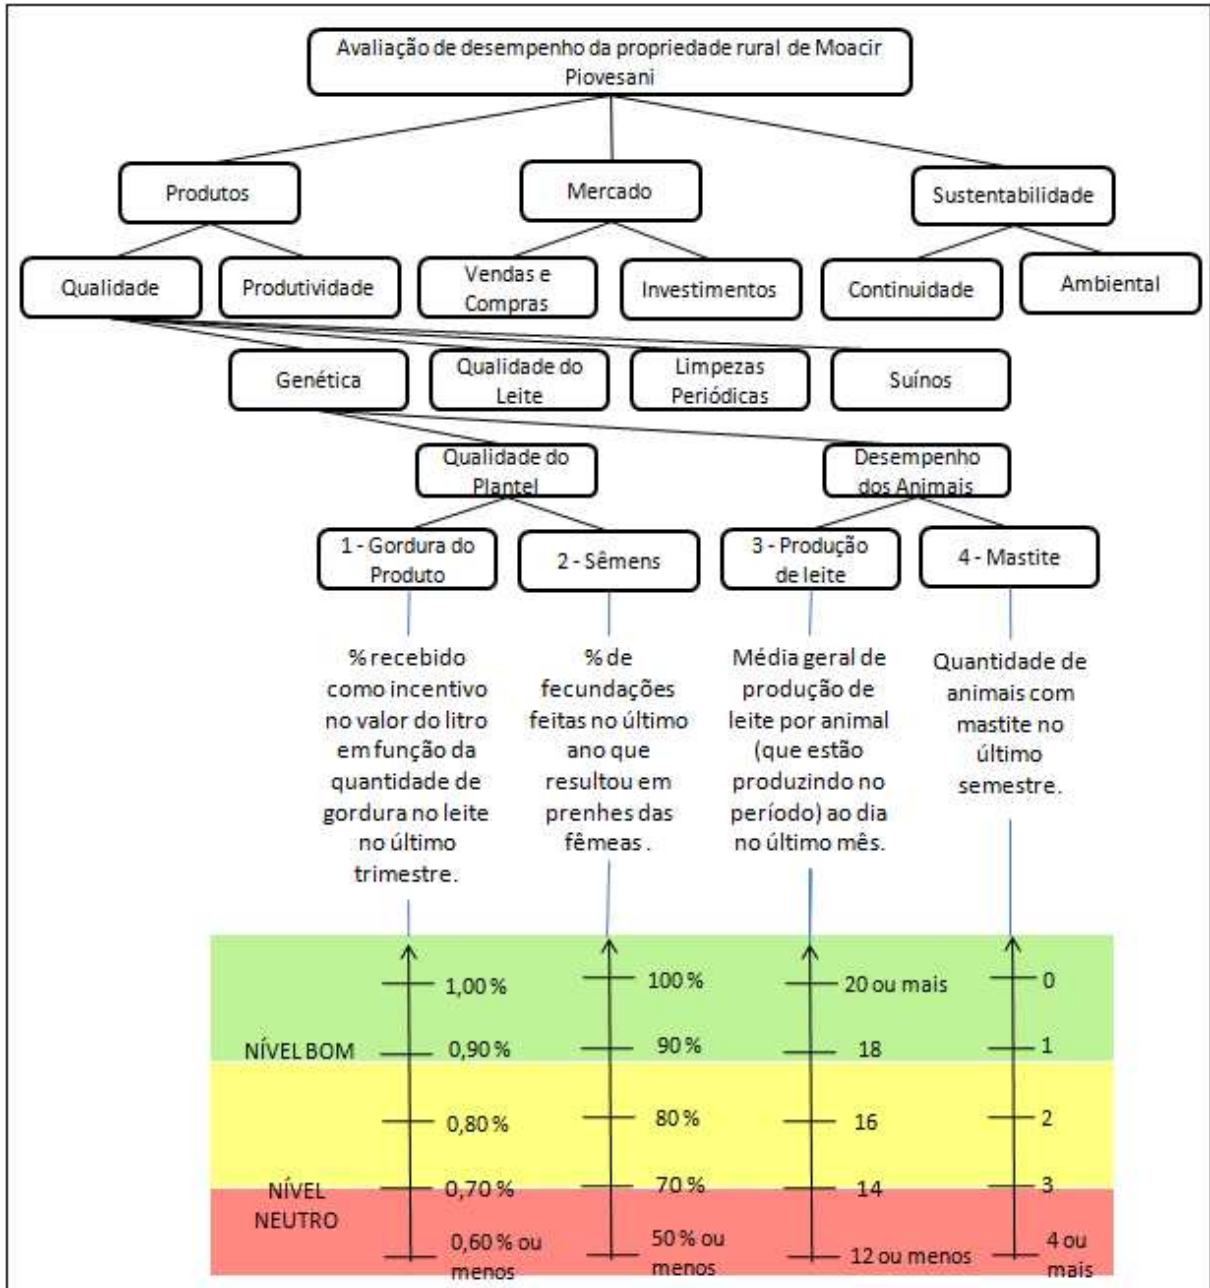 Avaliação de desempenho da propriedade rural de Moacir
Piovesani
Produtos
Mercado
Sustentabilidade
Qualidade
Produtividade
Vendas e
Compras
Investimentos
Continuidade
Ambiental
Genética
Qualidade do
Leite
Limpezas
Periódicas
Suínos
Qualidade do
Plantel
Desempenho
dos Animais
1 - Gordura do
Produto
2 - Sêmens
3 - Produção
de leite
4 - Mastite
% recebido
como incentivo
no valor do litro
em função da
quantidade de
gordura no leite
no último
trimestre.
% de
fecundações
feitas no último
ano que
resultou em
prenhes das
fêmeas .
Média geral de
produção de
leite por animal
(que estão
produzindo no
período) ao dia
no último mês.
Quantidade de
animais com
mastite no
último
semestre.
1,00 %
100 %
20 ou mais
0
NÍVEL BOM
0,90 %
90 %
18
1
0,80 %
80 %
16
2
NÍVEL
NEUTRO
0,70 %
70 %
14
3
0,60 % ou
menos
50 % ou
menos
12 ou menos
4 ou
mais